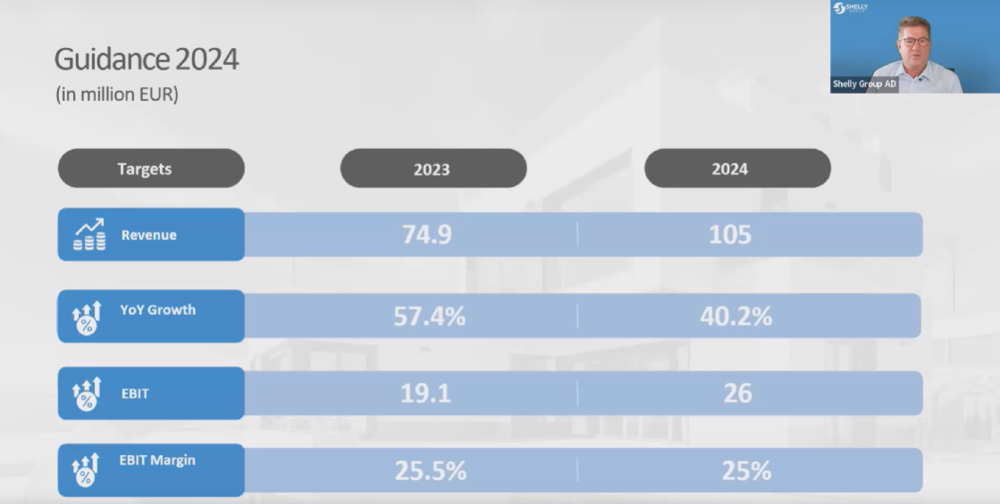 SHELLY
Shelly Group AD
Guidance 2024
(in million EUR)
Targets 2023 2024
Revenue 74.9 105
YoY Growth 57.4% 40.2%
EBIT 19.1 26
EBIT Margin 25.5% 25%